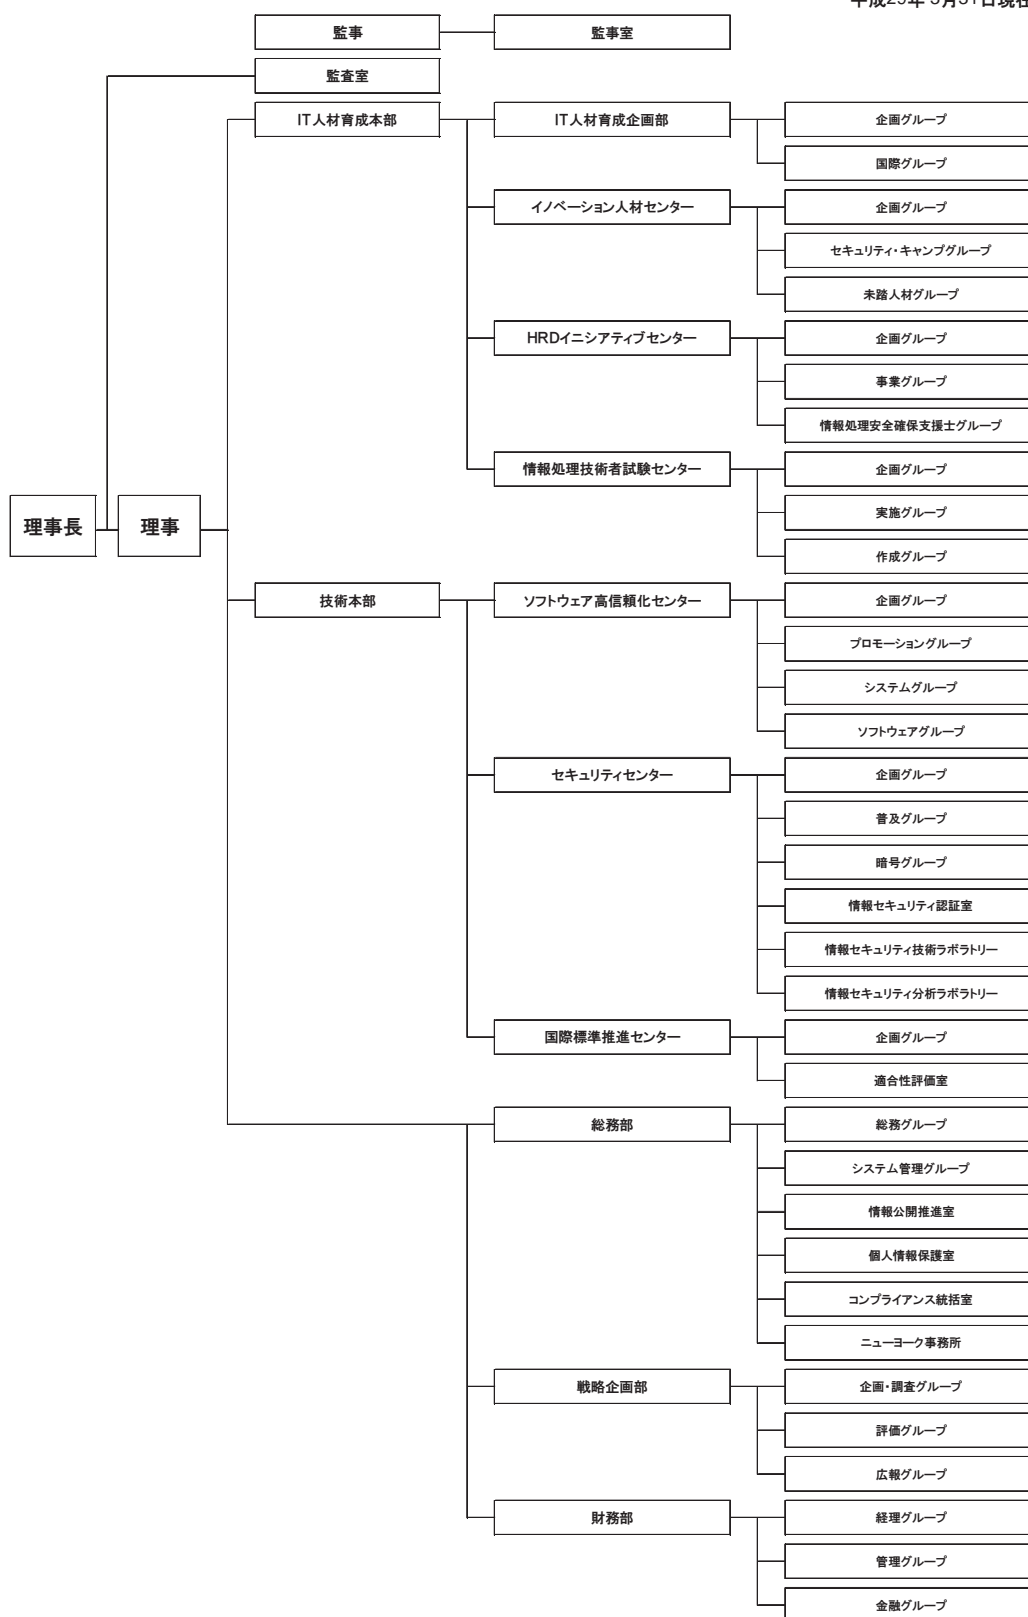 平成29年3月31日現在
監事
監事室
監査室
IT人材育成本部
IT人材育成企画部
企画グループ
国際グループ
イノベーション人材センター
企画グループ
セキュリティ・キャンプグループ
未踏人材グループ
HRDイニシアティブセンター
企画グループ
事業グループ
情報処理安全確保支援士グループ
情報処理技術者試験センター
企画グループ
実施グループ
作成グループ
理事長
理事
技術本部
ソフトウェア高信頼化センター
企画グループ
プロモーショングループ
システムグループ
ソフトウェアグループ
セキュリティセンター
企画グループ
普及グループ
暗号グループ
情報セキュリティ認証室
情報セキュリティ技術ラボラトリー
情報セキュリティ分析ラボラトリー
国際標準推進センター
企画グループ
適合性評価室
総務部
総務グループ
システム管理グループ
情報公開推進室
個人情報保護室
コンプライアンス統括室
ニューヨーク事務所
戦略企画部
企画・調査グループ
評価グループ
広報グループ
財務部
経理グループ
管理グループ
金融グループ